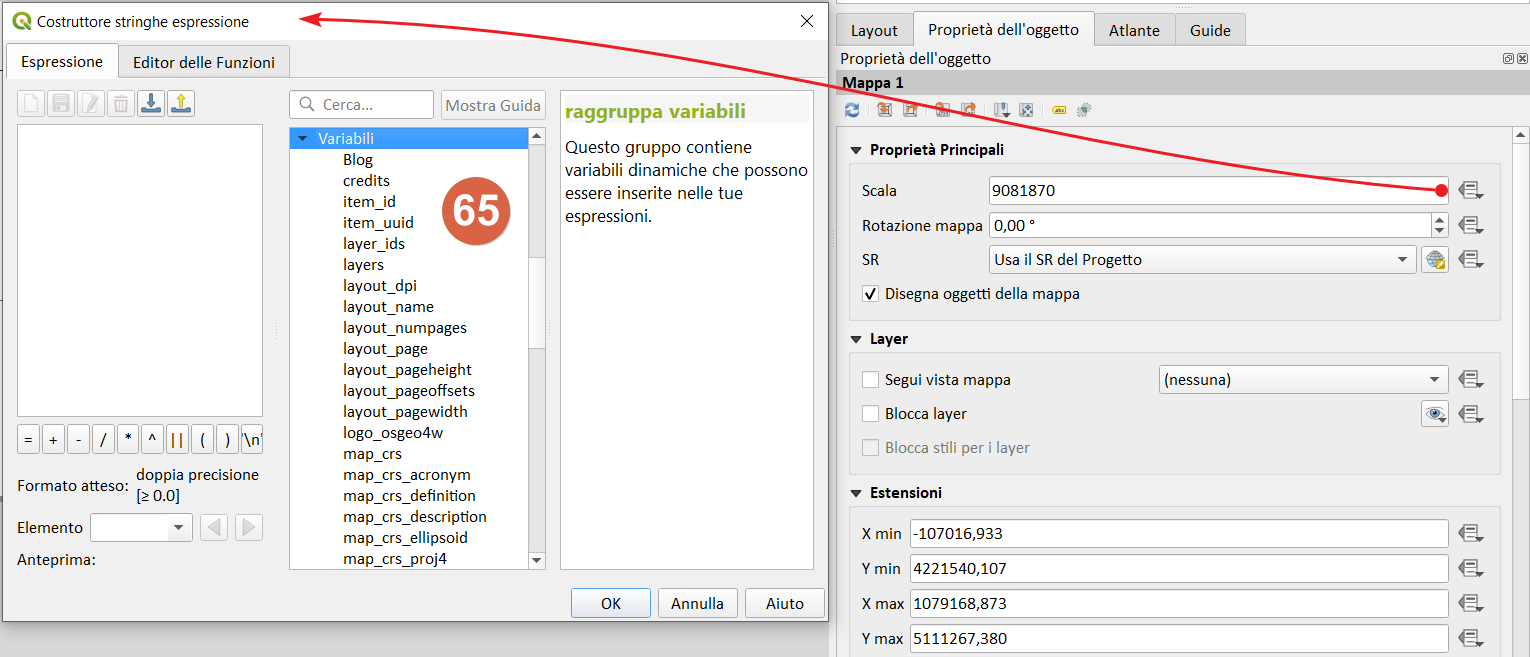 Costruttore stringhe espressione
Espressione
Editor delle Funzioni
Cerca...
Mostra Guida
Variabili
Blog
credits
item_id
item_uuid
layer_ids
layers
layout_dpi
layout_name
layout_numpages
layout_page
layout_pageheight
layout_pageoffsets
layout_pagewidth
logo_osgeo4w
map_crs
map_crs_acronym
map_crs_definition
map_crs_description
map_crs_ellipsoid
map_crs_proj4
65
raggruppa variabili
Questo gruppo contiene
variabili dinamiche che possono
essere inserite nelle tue
espressioni.
= + - / * ^ || ( ) '\n'
Formato atteso: doppia precisione
[≥ 0.0]
Elemento
Anteprima:
OK
Annulla
Aiuto
Layout
Proprietà dell'oggetto
Atlante
Guide
Proprietà dell'oggetto
Mappa 1
abc
Proprietà Principali
Scala 9081870
Rotazione mappa 0,00 °
SR Usa il SR del Progetto
Disegna oggetti della mappa
Layer
Segui vista mappa (nessuna)
Blocca layer
Blocca stili per i layer
Estensioni
X min -107016,933
Y min 4221540,107
X max 1079168,873
Y max 5111267,380